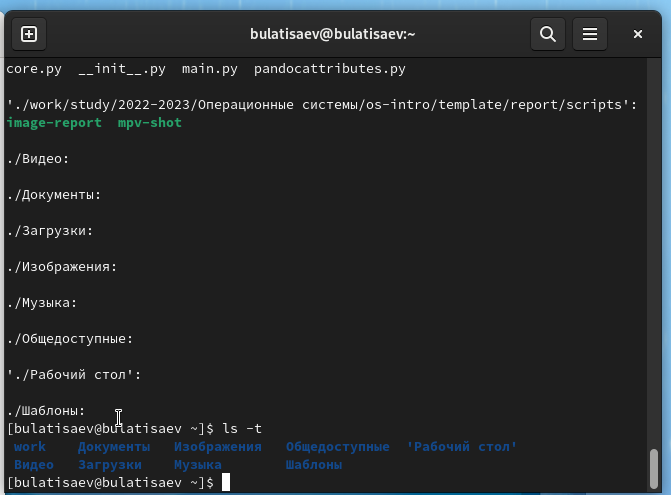 bulatisaev@bulatisaev:~
core.py  __init__.py  main.py  pandocattributes.py
'./work/study/2022-2023/Операционные системы/os-intro/template/report/scripts':
image-report  mpv-shot
./Видео:
./Документы:
./Загрузки:
./Изображения:
./Музыка:
./Общедоступные:
'./Рабочий стол':
./Шаблоны:
[bulatisaev@bulatisaev ~]$ ls -t
work    Документы   Изображения   Общедоступные  'Рабочий стол'
Видео   Загрузки    Музыка        Шаблоны
[bulatisaev@bulatisaev ~]$